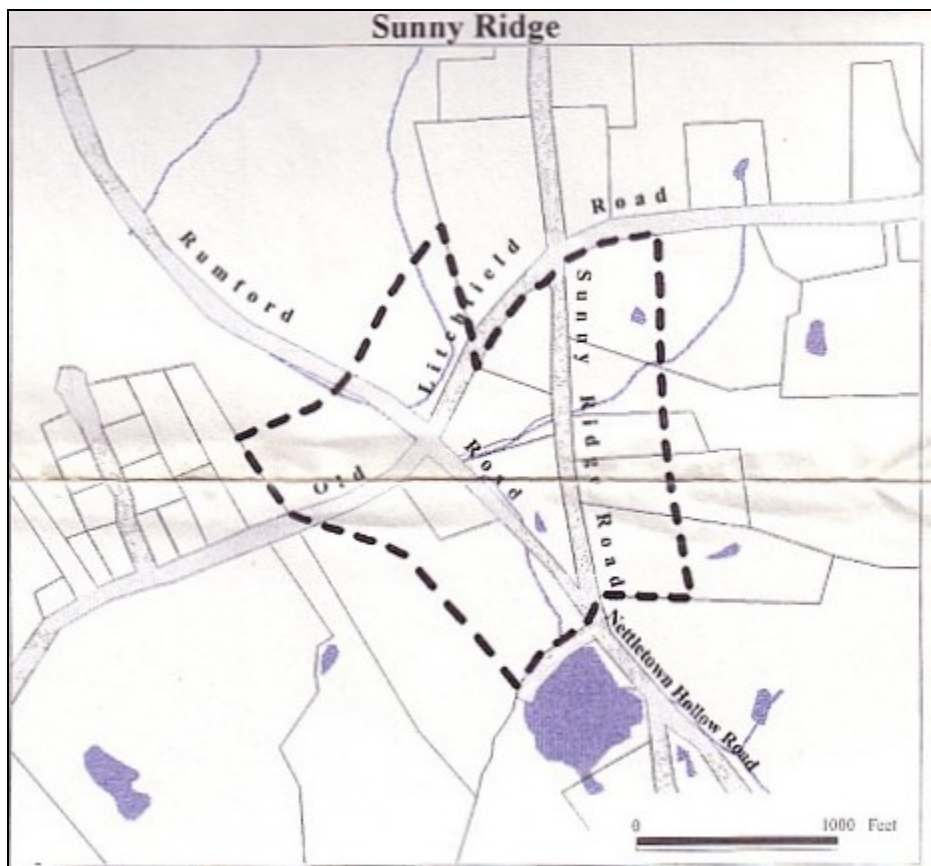 Sunny Ridge
Rumford
Road
Old
Litchfield
Road
Sunny Ridge Road
Nettletown Hollow Road
0 1000 Feet